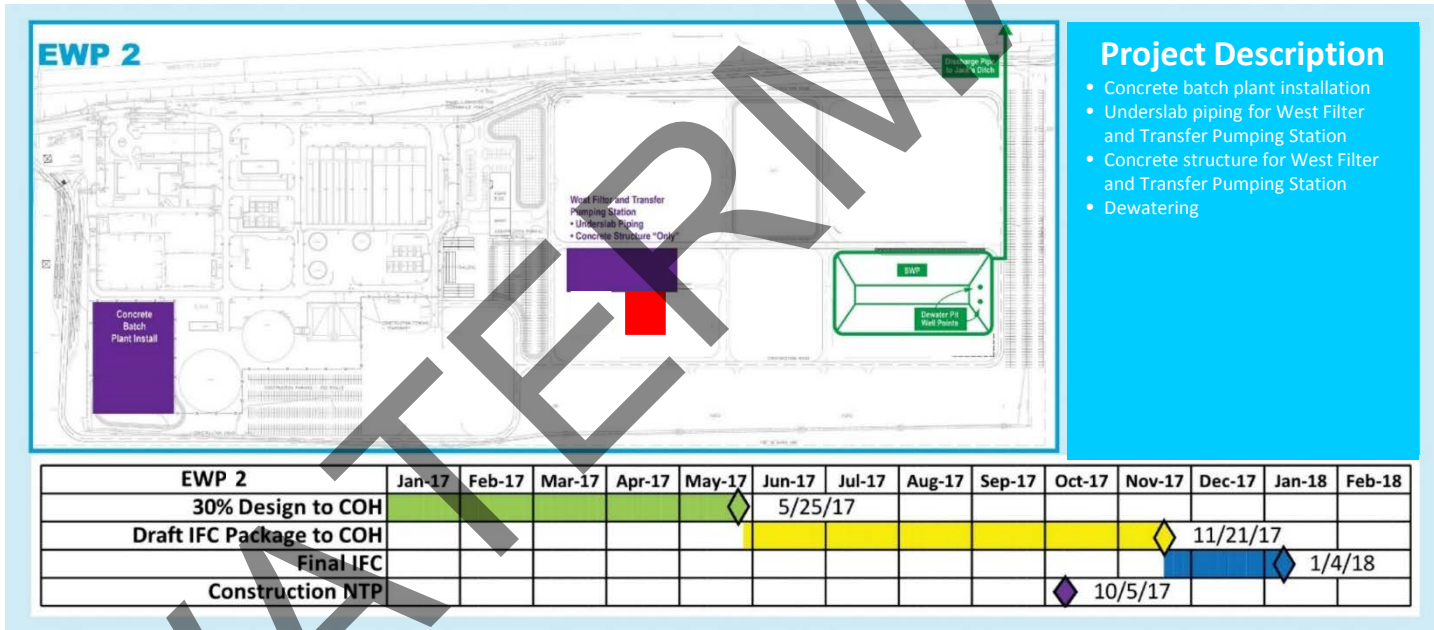 EWP 2
Discharge Pipe
to Jack's Ditch
West Filter and Transfer
Pumping Station
• Underslab Piping
• Concrete Structure "Only"
SWP
Dewater Pit
Well Points
Concrete
Batch
Plant Install
Project Description
• Concrete batch plant installation
• Underslab piping for West Filter
and Transfer Pumping Station
• Concrete structure for West Filter
and Transfer Pumping Station
• Dewatering
EWP 2 Jan-17 Feb-17 Mar-17 Apr-17 May-17 Jun-17 Jul-17 Aug-17 Sep-17 Oct-17 Nov-17 Dec-17 Jan-18 Feb-18
30% Design to COH 5/25/17
Draft IFC Package to COH 11/21/17
Final IFC 1/4/18
Construction NTP 10/5/17